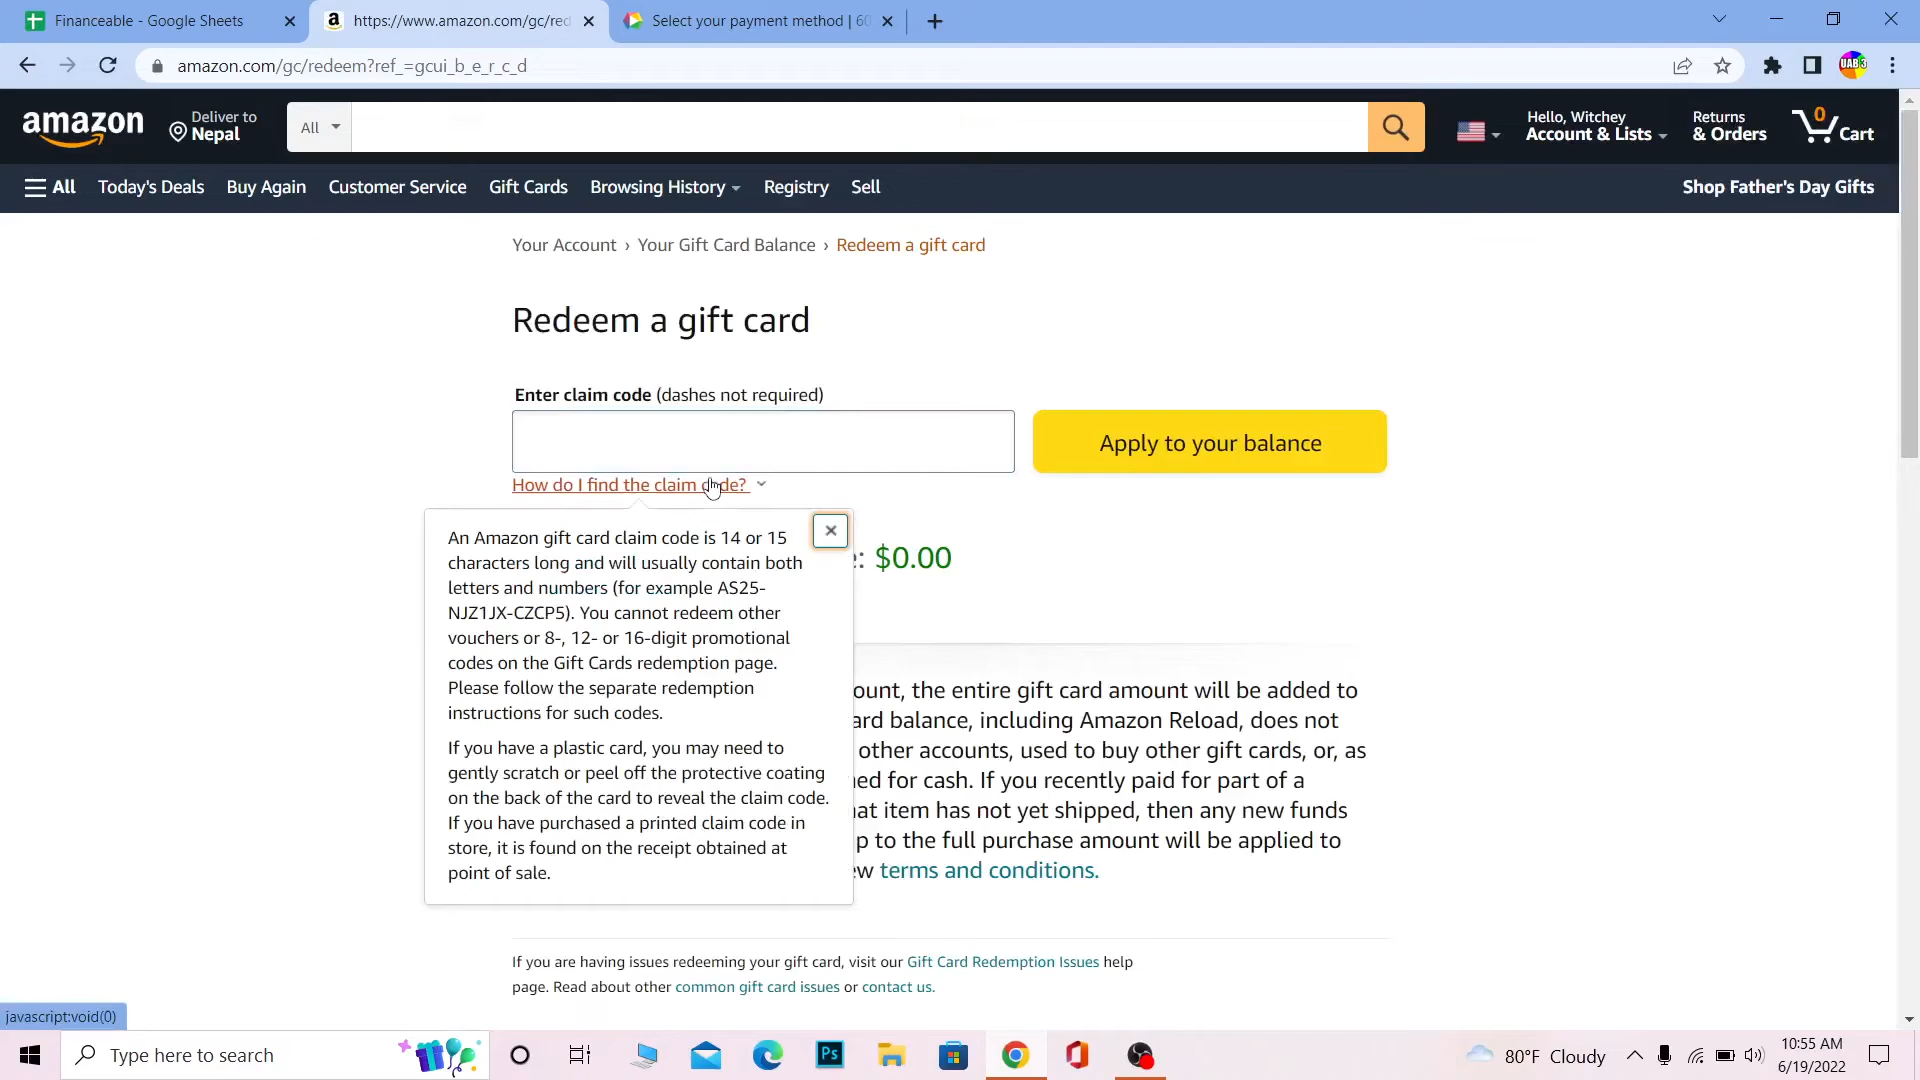 Financeable - Google Sheets
https://www.amazon.com/gc/red
Select your payment method | 60
amazon.com/gc/redeem?ref_=gcui_b_e_r_c_d
UAB 3
amazon
Deliver to
Nepal
All
Hello, Witchey
Account & Lists
Returns
& Orders
0
Cart
All
Today's Deals
Buy Again
Customer Service
Gift Cards
Browsing History
Registry
Sell
Shop Father's Day Gifts
Your Account › Your Gift Card Balance › Redeem a gift card
Redeem a gift card
Enter claim code (dashes not required)
Apply to your balance
How do I find the claim code?
An Amazon gift card claim code is 14 or 15
characters long and will usually contain both
letters and numbers (for example AS25-
NJZ1JX-CZCP5). You cannot redeem other
vouchers or 8-, 12- or 16-digit promotional
codes on the Gift Cards redemption page.
Please follow the separate redemption
instructions for such codes.
If you have a plastic card, you may need to
gently scratch or peel off the protective coating
on the back of the card to reveal the claim code.
If you have purchased a printed claim code in
store, it is found on the receipt obtained at
point of sale.
: $0.00
ount, the entire gift card amount will be added to
ard balance, including Amazon Reload, does not
other accounts, used to buy other gift cards, or, as
ed for cash. If you recently paid for part of a
at item has not yet shipped, then any new funds
p to the full purchase amount will be applied to
ew terms and conditions.
If you are having issues redeeming your gift card, visit our Gift Card Redemption Issues help
page. Read about other common gift card issues or contact us.
javascript:void(0)
Type here to search
Ps
80°F Cloudy
10:55 AM
6/19/2022